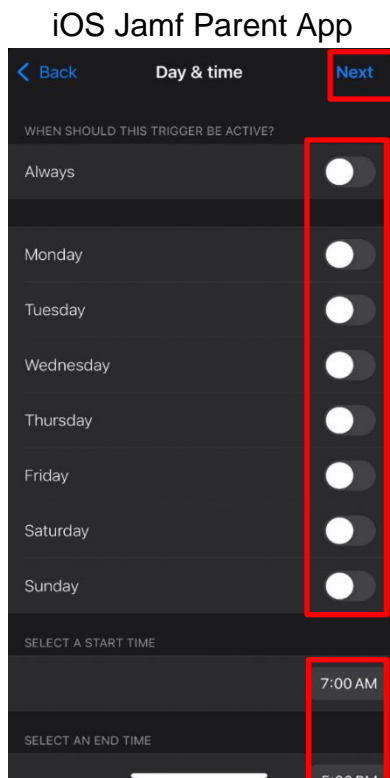 iOS Jamf Parent App
Back Day & time Next
WHEN SHOULD THIS TRIGGER BE ACTIVE?
Always
Monday
Tuesday
Wednesday
Thursday
Friday
Saturday
Sunday
SELECT A START TIME
7:00 AM
SELECT AN END TIME